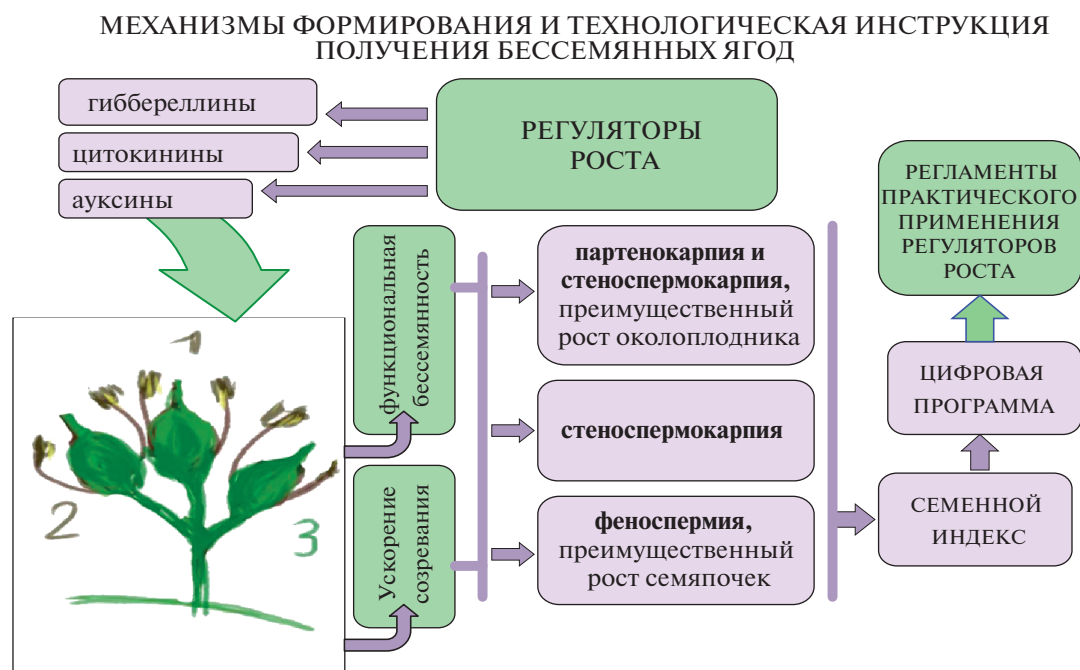 МЕХАНИЗМЫ ФОРМИРОВАНИЯ И ТЕХНОЛОГИЧЕСКАЯ ИНСТРУКЦИЯ
ПОЛУЧЕНИЯ БЕССЕМЯННЫХ ЯГОД
гиббереллины
цитокинины
ауксины
РЕГУЛЯТОРЫ
РОСТА
1
2
3
функциональная
бессемянность
Ускорение
созревания
партенокарпия и
стеноспермокарпия,
преимущественный
рост околоплодника
стеноспермокарпия
феноспермия,
преимущественный
рост семяпочек
РЕГЛАМЕНТЫ
ПРАКТИЧЕСКОГО
ПРИМЕНЕНИЯ
РЕГУЛЯТОРОВ
РОСТА
ЦИФРОВАЯ
ПРОГРАММА
СЕМЕННОЙ
ИНДЕКС